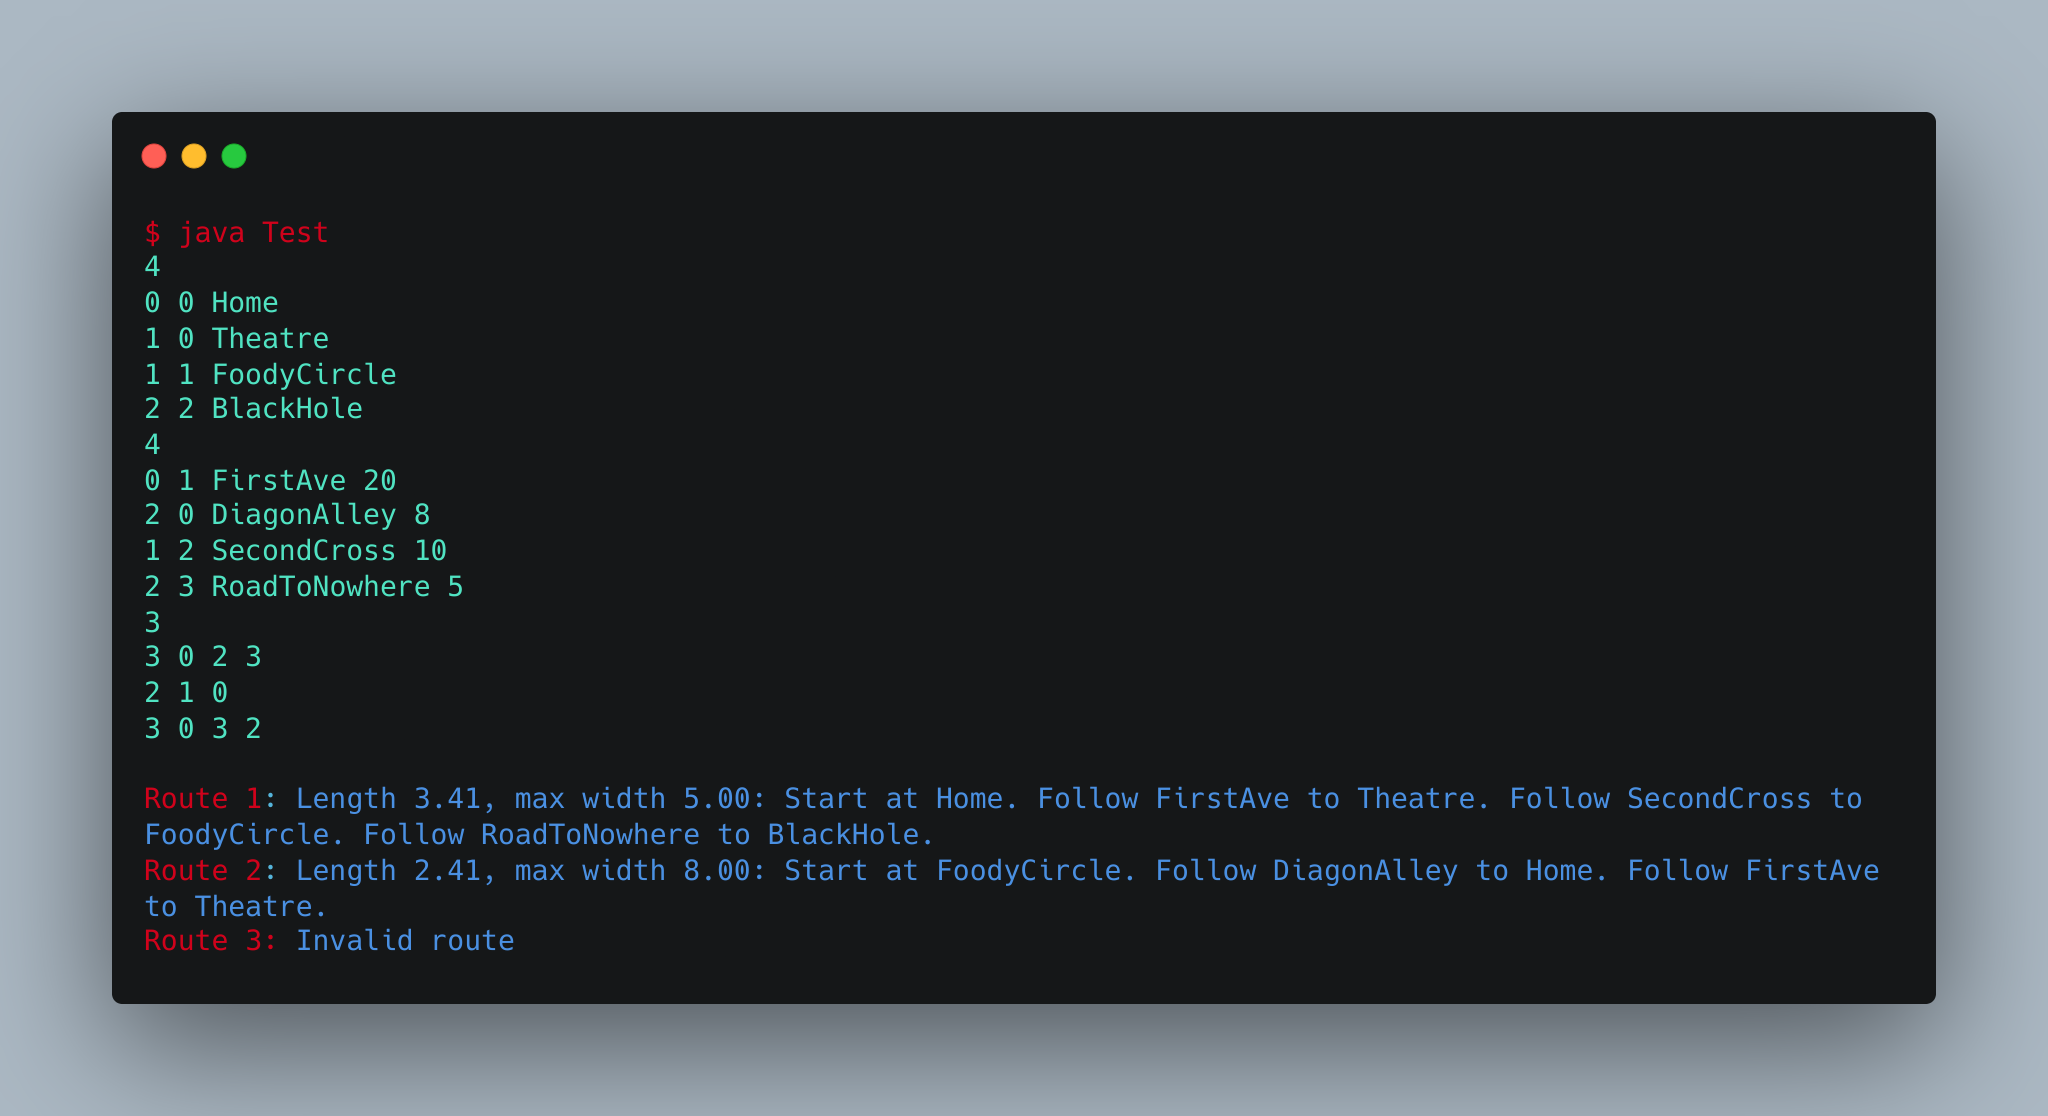 $ java Test
4
0 0 Home
1 0 Theatre
1 1 FoodyCircle
2 2 BlackHole
4
0 1 FirstAve 20
2 0 DiagonAlley 8
1 2 SecondCross 10
2 3 RoadToNowhere 5
3
3 0 2 3
2 1 0
3 0 3 2
Route 1: Length 3.41, max width 5.00: Start at Home. Follow FirstAve to Theatre. Follow SecondCross to
FoodyCircle. Follow RoadToNowhere to BlackHole.
Route 2: Length 2.41, max width 8.00: Start at FoodyCircle. Follow DiagonAlley to Home. Follow FirstAve
to Theatre.
Route 3: Invalid route